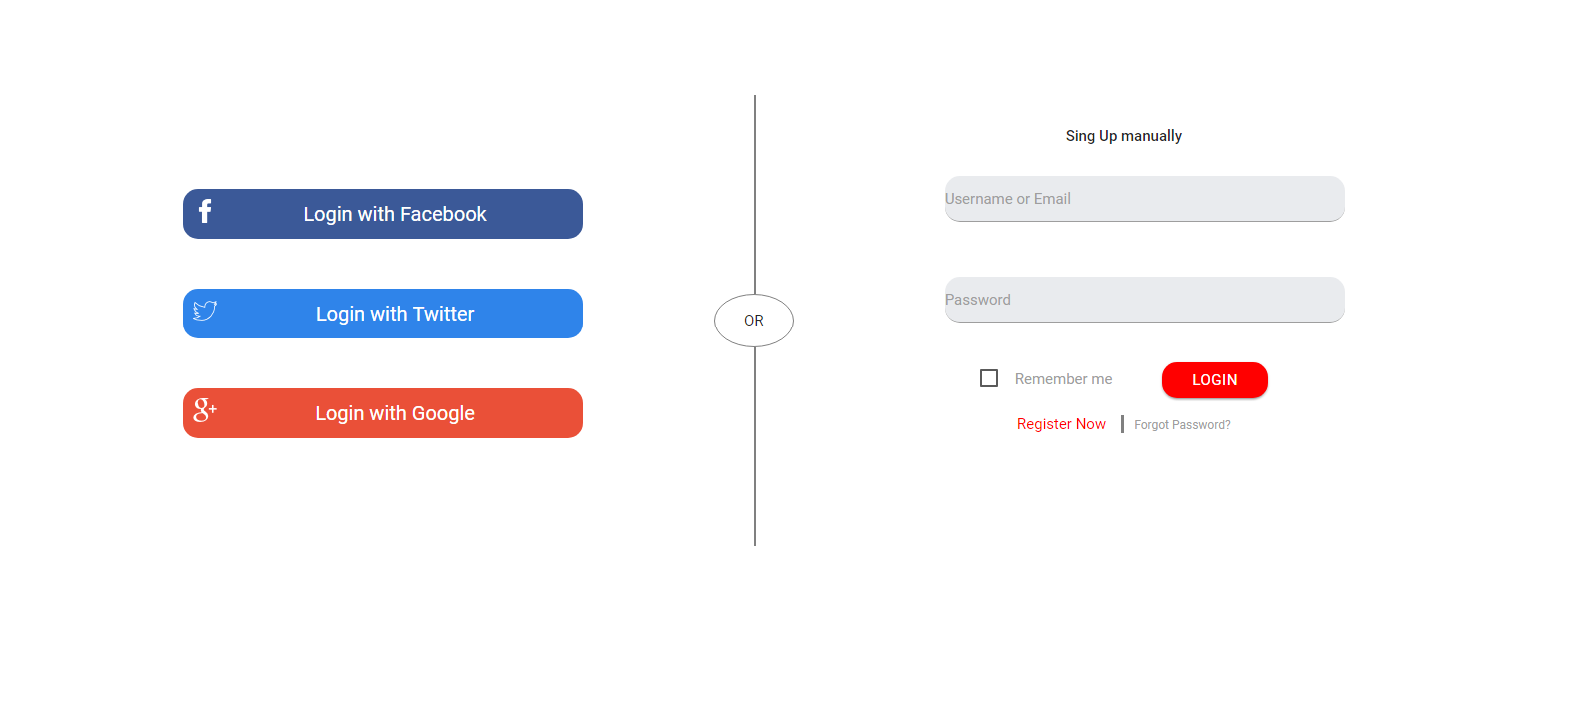 Login with Facebook
Login with Twitter
g+ Login with Google
OR
Sing Up manually
Username or Email
Password
Remember me
LOGIN
Register Now
Forgot Password?